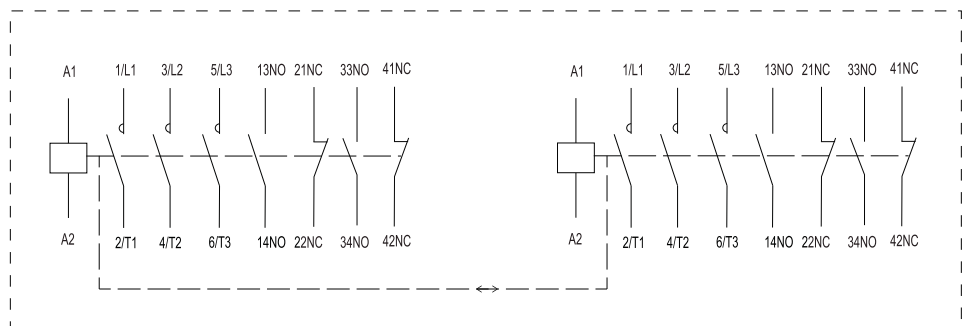 A1 1/L1 3/L2 5/L3 13NO 21NC 33NO 41NC A1 1/L1 3/L2 5/L3 13NO 21NC 33NO 41NC
A2 2/T1 4/T2 6/T3 14NO 22NC 34NO 42NC A2 2/T1 4/T2 6/T3 14NO 22NC 34NO 42NC